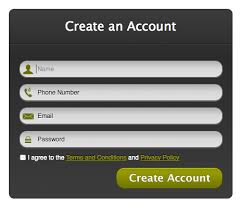 Create an Account
Name
Phone Number
Email
Password
I agree to the Terms and Conditions and Privacy Policy
Create Account